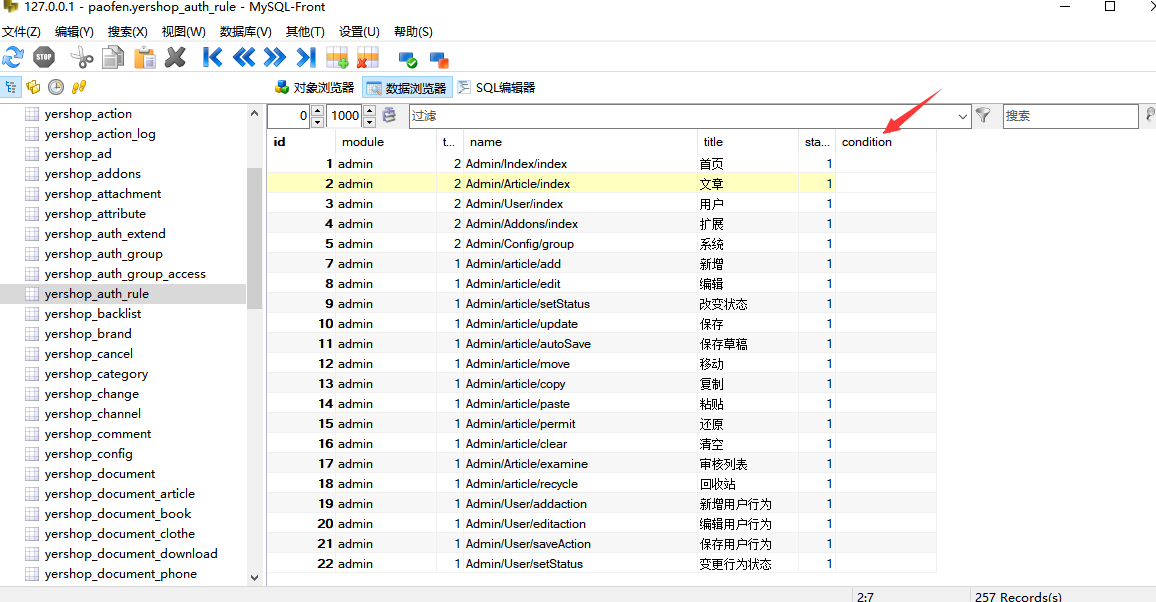 127.0.0.1 - paofen.yershop_auth_rule - MySQL-Front
文件(Z) 编辑(Y) 搜索(X) 视图(W) 数据库(V) 其他(T) 设置(U) 帮助(S)
STOP
对象浏览器 数据浏览器 SQL编辑器
0 1000 过滤 搜索
yershop_action
yershop_action_log
yershop_ad
yershop_addons
yershop_attachment
yershop_attribute
yershop_auth_extend
yershop_auth_group
yershop_auth_group_access
yershop_auth_rule
yershop_backlist
yershop_brand
yershop_cancel
yershop_category
yershop_change
yershop_channel
yershop_comment
yershop_config
yershop_document
yershop_document_article
yershop_document_book
yershop_document_clothe
yershop_document_download
yershop_document_phone
id module t... name title sta... condition
1 admin 2 Admin/Index/index 首页 1
2 admin 2 Admin/Article/index 文章 1
3 admin 2 Admin/User/index 用户 1
4 admin 2 Admin/Addons/index 扩展 1
5 admin 2 Admin/Config/group 系统 1
7 admin 1 Admin/article/add 新增 1
8 admin 1 Admin/article/edit 编辑 1
9 admin 1 Admin/article/setStatus 改变状态 1
10 admin 1 Admin/article/update 保存 1
11 admin 1 Admin/article/autoSave 保存草稿 1
12 admin 1 Admin/article/move 移动 1
13 admin 1 Admin/article/copy 复制 1
14 admin 1 Admin/article/paste 粘贴 1
15 admin 1 Admin/article/permit 还原 1
16 admin 1 Admin/article/clear 清空 1
17 admin 1 Admin/Article/examine 审核列表 1
18 admin 1 Admin/article/recycle 回收站 1
19 admin 1 Admin/User/addaction 新增用户行为 1
20 admin 1 Admin/User/editaction 编辑用户行为 1
21 admin 1 Admin/User/saveAction 保存用户行为 1
22 admin 1 Admin/User/setStatus 变更行为状态 1
2:7 257 Records(s)